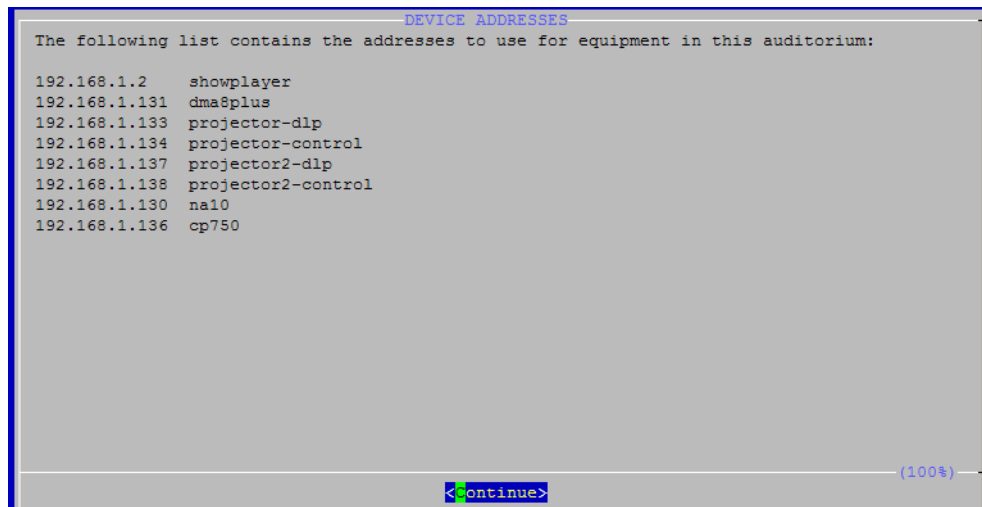 DEVICE ADDRESSES
The following list contains the addresses to use for equipment in this auditorium:
192.168.1.2 showplayer
192.168.1.131 dma8plus
192.168.1.133 projector-dlp
192.168.1.134 projector-control
192.168.1.137 projector2-dlp
192.168.1.138 projector2-control
192.168.1.130 na10
192.168.1.136 cp750
(100%)
<Continue>